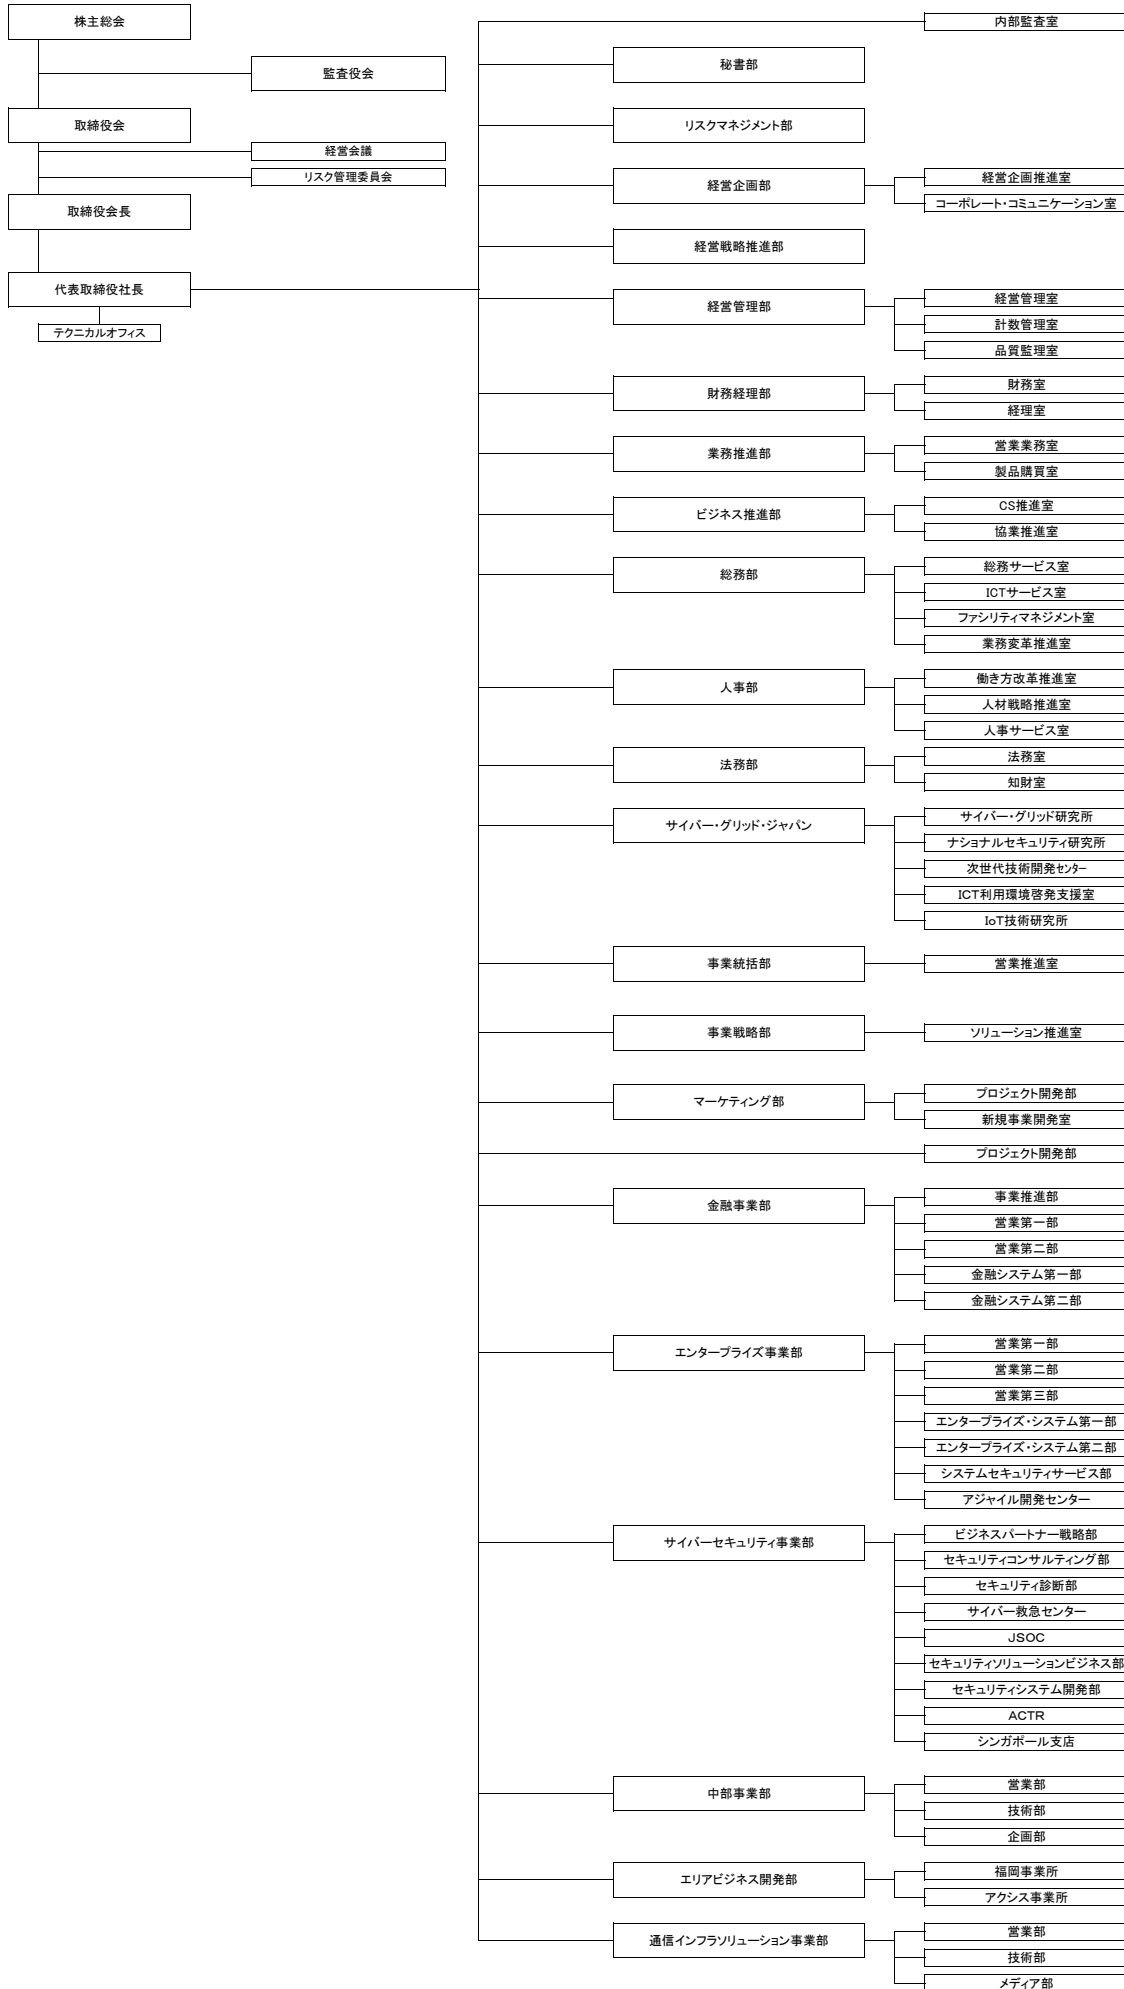 株主総会
監査役会
取締役会
経営会議
リスク管理委員会
取締役会長
代表取締役社長
テクニカルオフィス
内部監査室
秘書部
リスクマネジメント部
経営企画部
経営企画推進室
コーポレート・コミュニケーション室
経営戦略推進部
経営管理部
経営管理室
計数管理室
品質監理室
財務経理部
財務室
経理室
業務推進部
営業業務室
製品購買室
ビジネス推進部
CS推進室
協業推進室
総務部
総務サービス室
ICTサービス室
ファシリティマネジメント室
業務変革推進室
人事部
働き方改革推進室
人材戦略推進室
人事サービス室
法務部
法務室
知財室
サイバー・グリッド・ジャパン
サイバー・グリッド研究所
ナショナルセキュリティ研究所
次世代技術開発センター
ICT利用環境啓発支援室
IoT技術研究所
事業統括部
営業推進室
事業戦略部
ソリューション推進室
マーケティング部
プロジェクト開発部
新規事業開発室
プロジェクト開発部
金融事業部
事業推進部
営業第一部
営業第二部
金融システム第一部
金融システム第二部
エンタープライズ事業部
営業第一部
営業第二部
営業第三部
エンタープライズ・システム第一部
エンタープライズ・システム第二部
システムセキュリティサービス部
アジャイル開発センター
サイバーセキュリティ事業部
ビジネスパートナー戦略部
セキュリティコンサルティング部
セキュリティ診断部
サイバー救急センター
JSOC
セキュリティソリューションビジネス部
セキュリティシステム開発部
ACTR
シンガポール支店
中部事業部
営業部
技術部
企画部
エリアビジネス開発部
福岡事業所
アクシス事業所
通信インフラソリューション事業部
営業部
技術部
メディア部